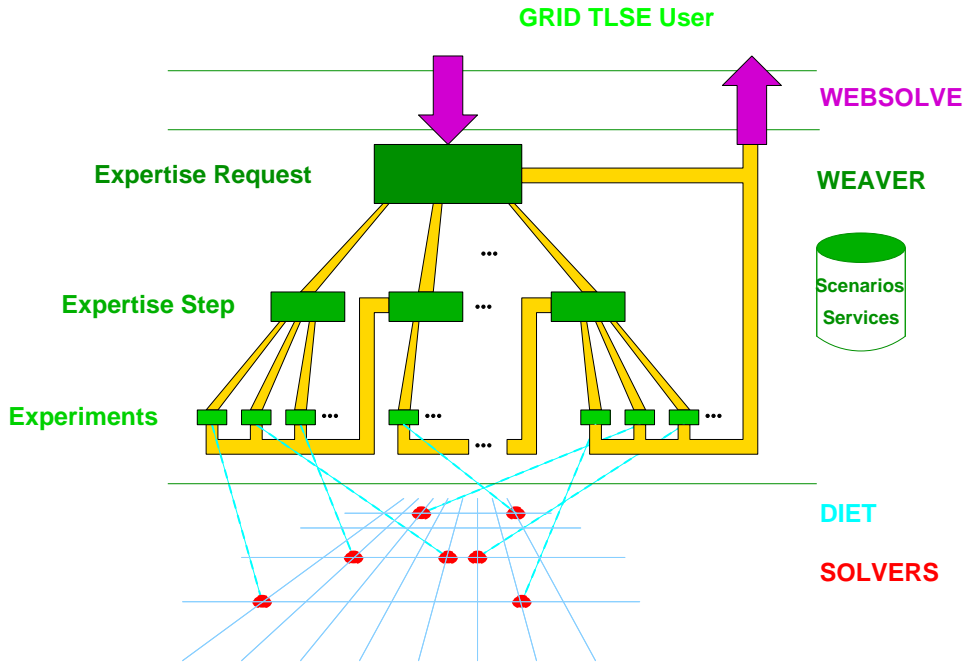 GRID TLSE User
WEBSOLVE
Expertise Request
WEAVER
...
Scenarios
Services
Expertise Step
...
Experiments
...
...
...
...
DIET
SOLVERS